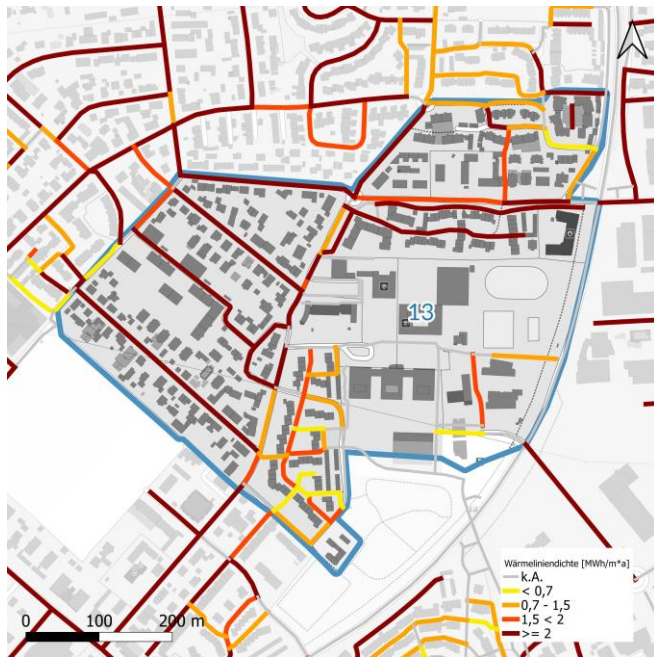 13
Wärmeliniendichte [MWh/m*a]
k.A.
< 0,7
0,7 - 1,5
1,5 < 2
>= 2
0 100 200 m